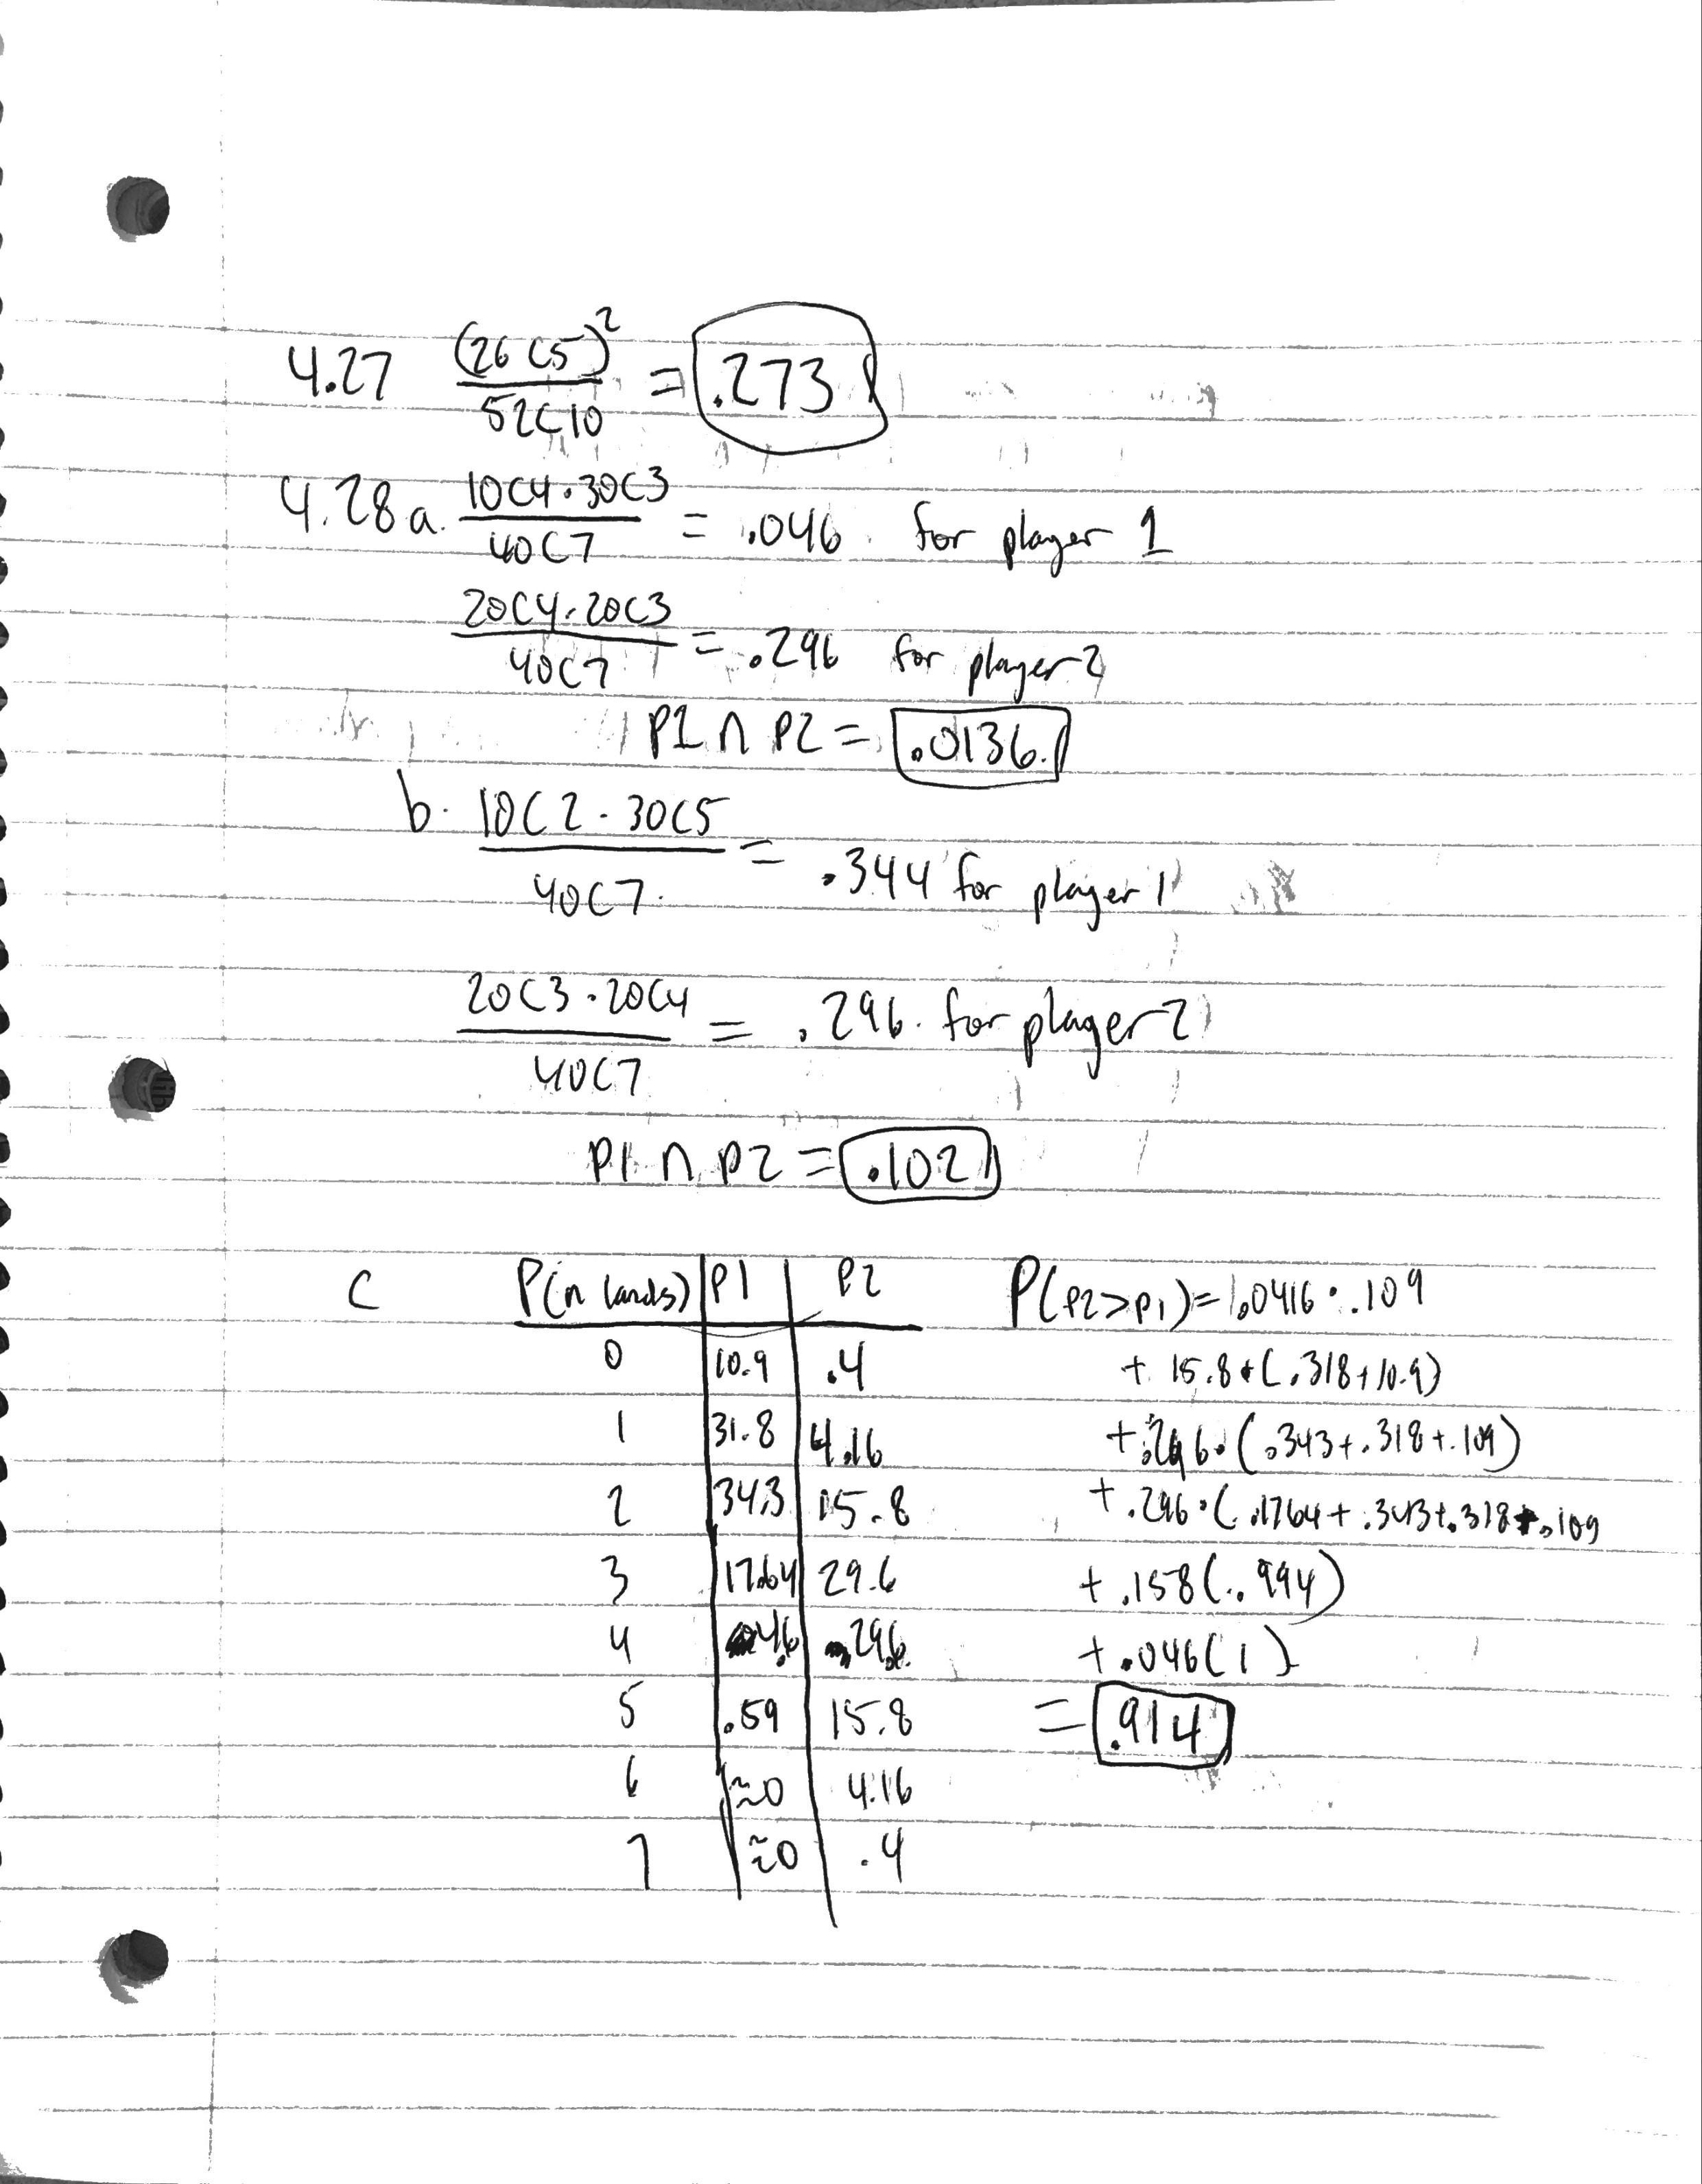 4.27 (26C5)² / 52C10 = .273
4.28a. 10C4·30C3 / 40C7 = .046 for player 1
20C4·20C3 / 40C7 = .296 for player 2
P1 ∩ P2 = .0136
b. 10C2·30C5 / 40C7 = .344 for player 1
20C3·20C4 / 40C7 = .296 for player 2
P1 ∩ P2 = .102
C P(n lands) P1 P2 P(P2>P1) = .0416 · .109
0 10.9 .4 + 15.8·(.318+10.9)
1 31.8 4.16 + .296·(.343+.318+.109)
2 34.3 15.8 + .296·(.1764+.343+.318+.109
3 17.64 29.6 + .158(.994)
4 4.6 29.6 + .046(1)
5 .59 15.8 = .914
6 ≈0 4.16
7 ≈0 .4